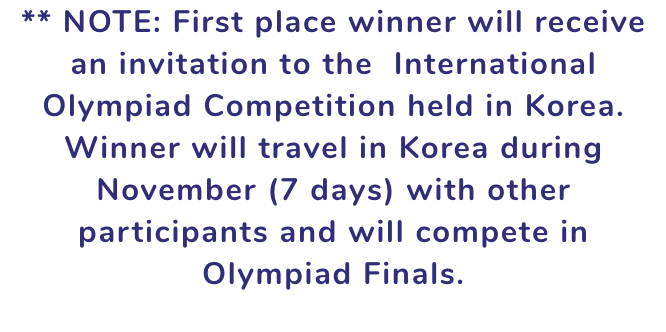 ** NOTE: First place winner will receive
an invitation to the  International
Olympiad Competition held in Korea.
Winner will travel in Korea during
November (7 days) with other
participants and will compete in
Olympiad Finals.